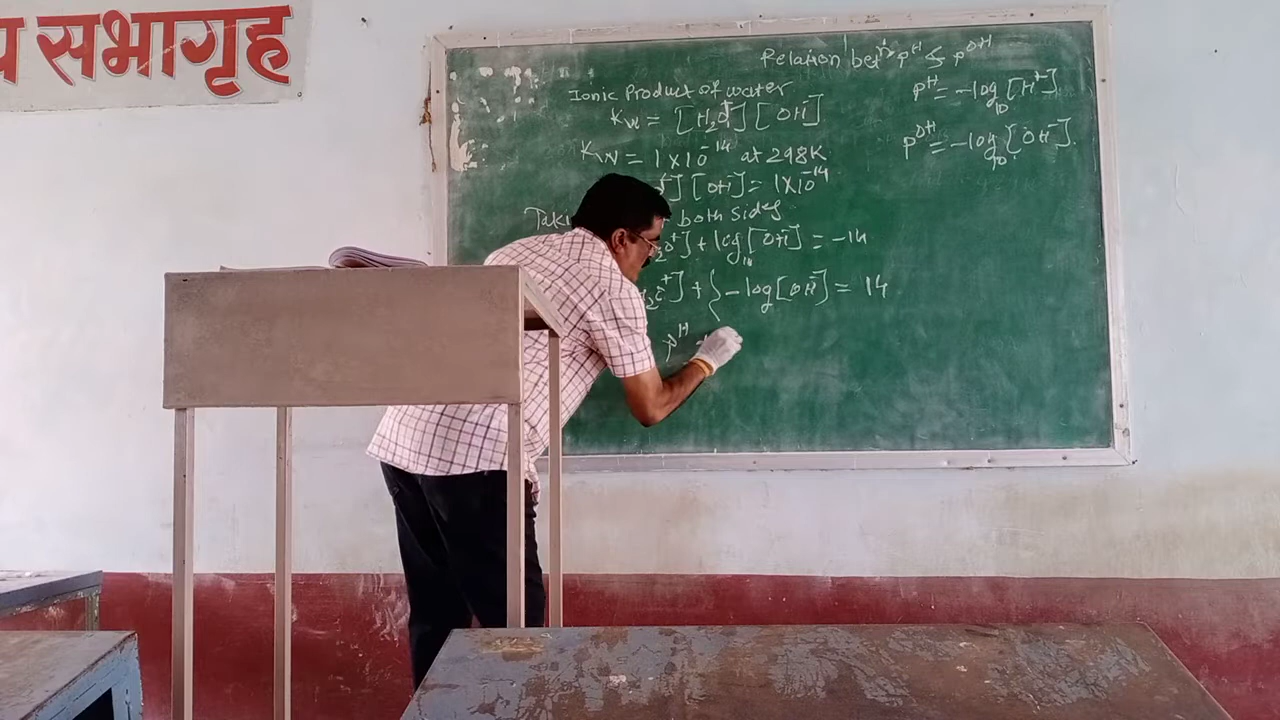 सभागृह
Relation betⁿ pH & pOH
Ionic Product of water
pH = -log₁₀[H⁺]
Kw = [H₃O⁺][OH⁻]
pOH = -log₁₀[OH⁻].
Kw = 1×10⁻¹⁴ at 298K
⁺][OH⁻] = 1×10⁻¹⁴
both sides
O⁺] + log₁₀[OH⁻] = -14
⁺] + {-log[OH⁻] = 14
pH